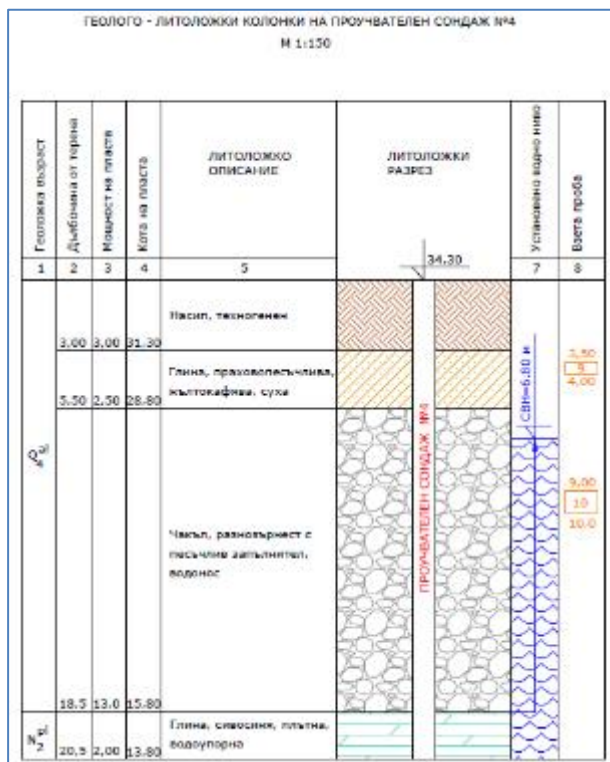 ГЕОЛОГО - ЛИТОЛОЖКИ КОЛОНКИ НА ПРОУЧВАТЕЛЕН СОНДАЖ №4
М 1:150
Геоложка възраст
Дълбочина от терена
Мощност на пласта
Кота на пласта
ЛИТОЛОЖКО
ОПИСАНИЕ
ЛИТОЛОЖКИ
РАЗРЕЗ
Установено водно ниво
Взета проба
34.30
1 2 3 4 5 7 8
Насип, техногенен
3.00 3.00 31.30
Глина, праховопесъчлива,
жълтокафява, суха
5.50 2.50 28.80
СВН=6.80 м
3,50
9
4,00
ПРОУЧВАТЕЛЕН СОНДАЖ №4
9,00
10
10.0
Чакъл, разнозърнест с
песъчлив запълнител,
водонос
18.5 13.0 15.80
Глина, сивосиня, плътна,
водоупорна
20,5 2,00 13.80